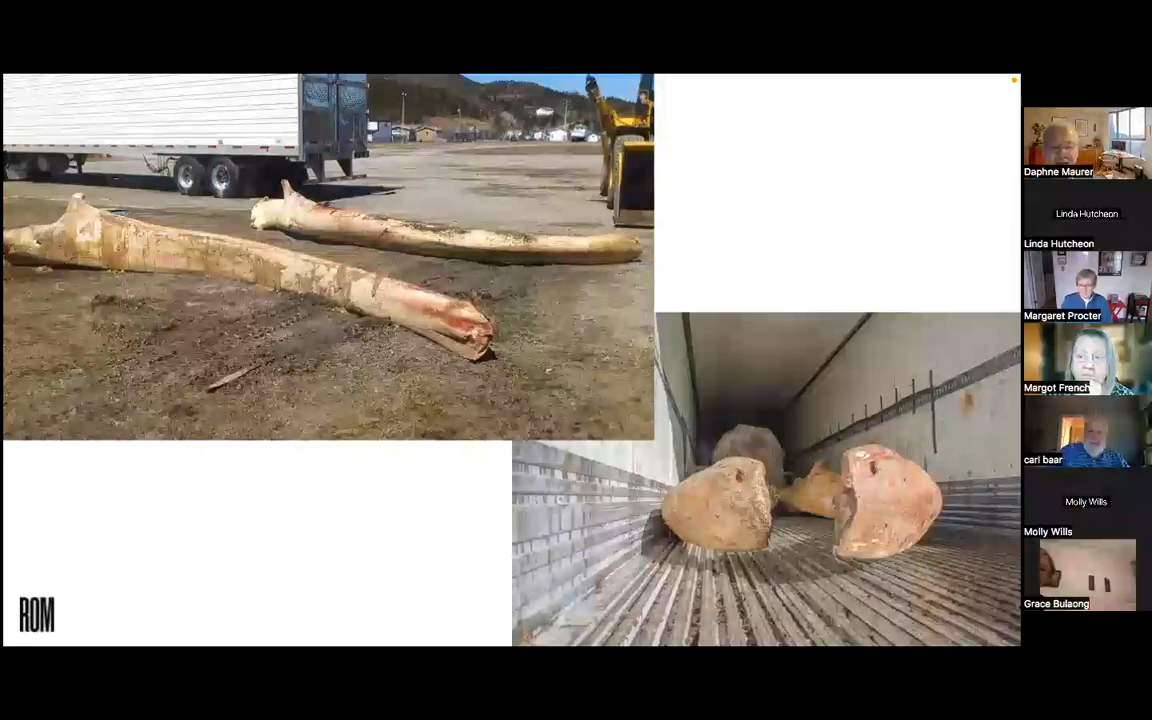 ROM
Daphne Maurer
Linda Hutcheon
Linda Hutcheon
Margaret Procter
Margot French
carl baar
Molly Wills
Molly Wills
Grace Bulaong